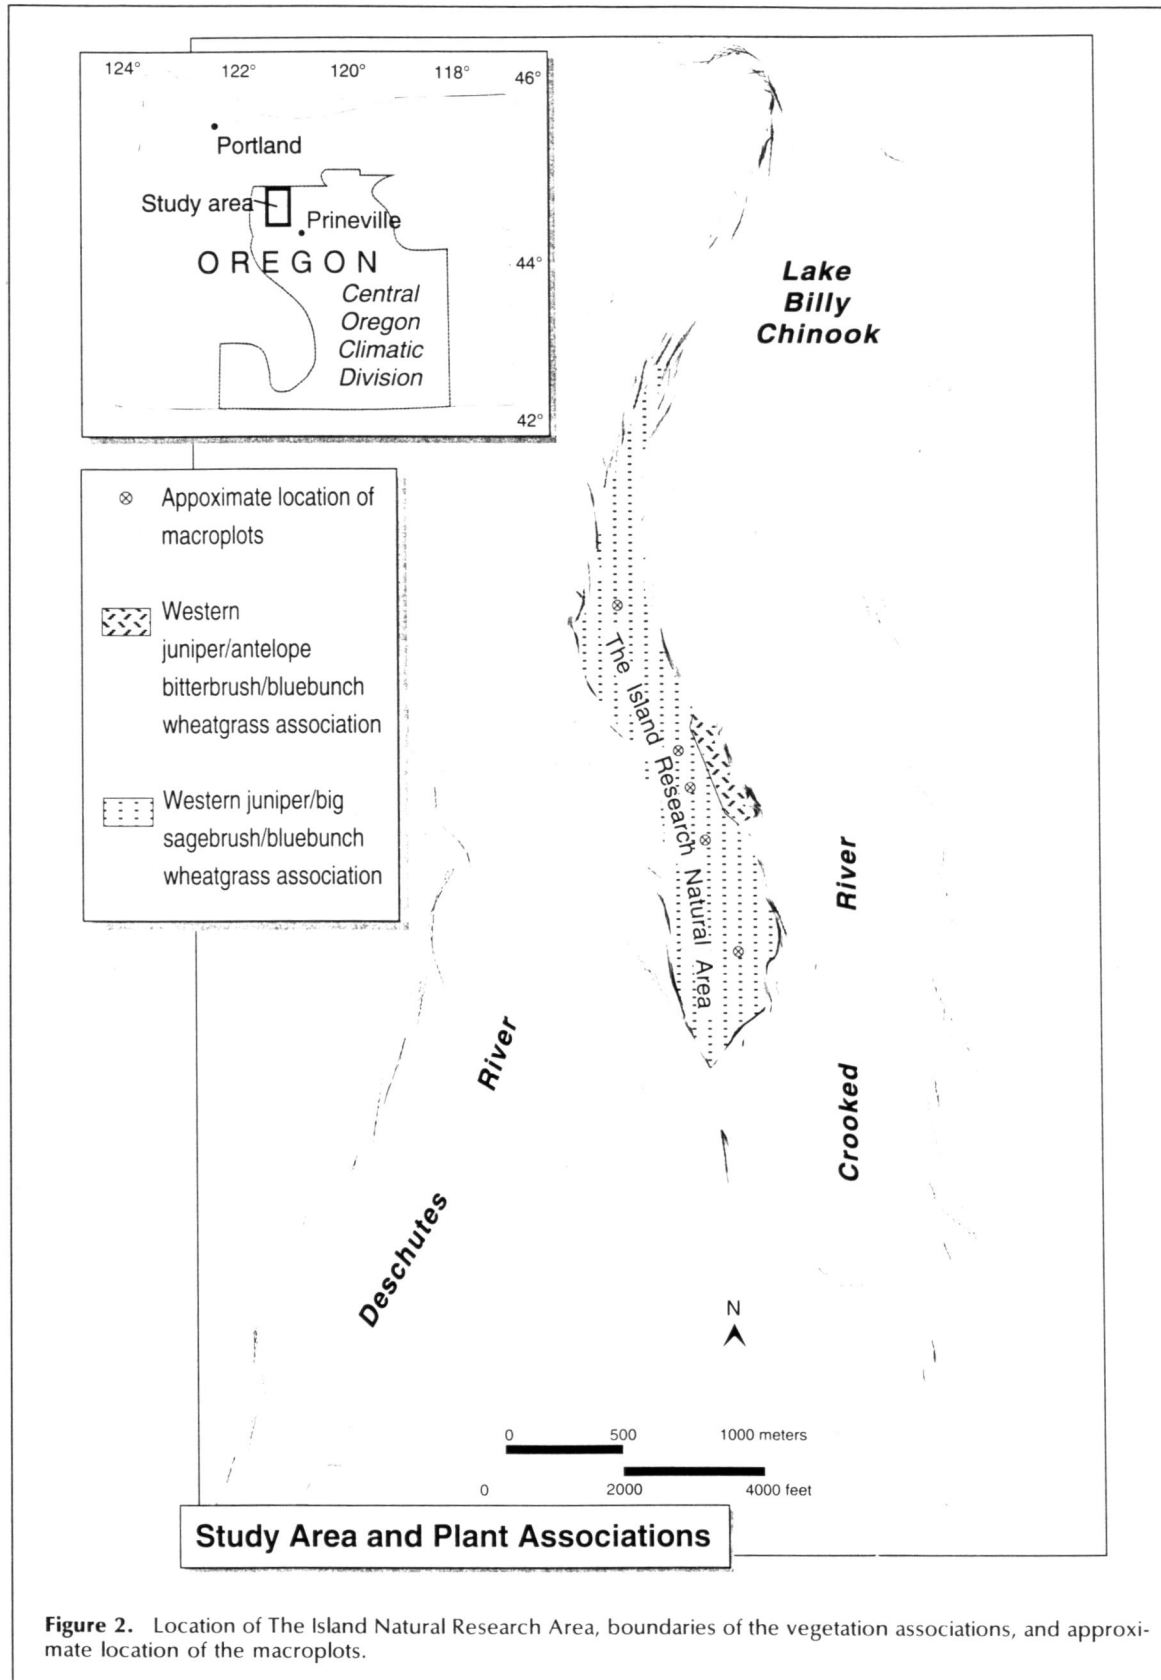 124° 122° 120° 118° 46°
Portland
Study area
Prineville
OREGON
44°
Central
Oregon
Climatic
Division
42°
Lake
Billy
Chinook
Appoximate location of
macroplots
Western
juniper/antelope
bitterbrush/bluebunch
wheatgrass association
Western juniper/big
sagebrush/bluebunch
wheatgrass association
The Island Research Natural Area
Crooked River
Deschutes River
N
0 500 1000 meters
0 2000 4000 feet
Study Area and Plant Associations
Figure 2. Location of The Island Natural Research Area, boundaries of the vegetation associations, and approxi-
mate location of the macroplots.